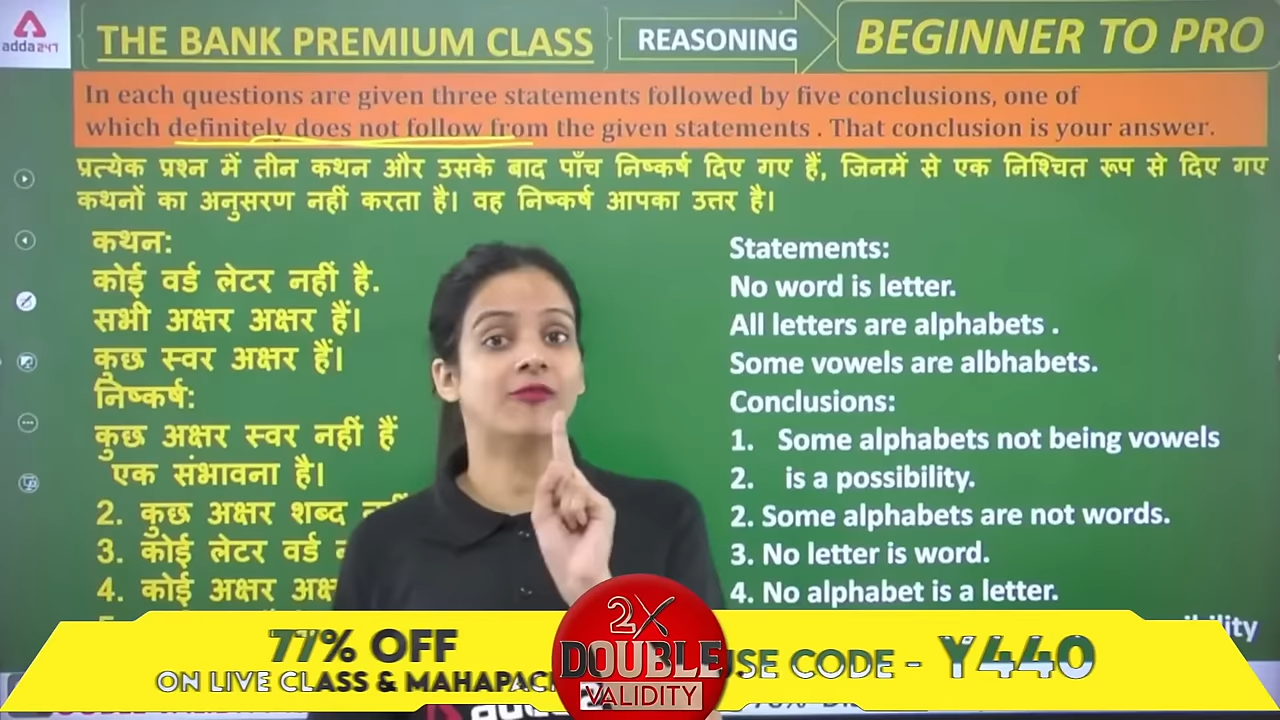 adda247
THE BANK PREMIUM CLASS
REASONING
BEGINNER TO PRO
In each questions are given three statements followed by five conclusions, one of
which definitely does not follow from the given statements . That conclusion is your answer.
प्रत्येक प्रश्न में तीन कथन और उसके बाद पाँच निष्कर्ष दिए गए हैं, जिनमें से एक निश्चित रूप से दिए गए
कथनों का अनुसरण नहीं करता है। वह निष्कर्ष आपका उत्तर है।
कथन:
कोई वर्ड लेटर नहीं है.
सभी अक्षर अक्षर हैं।
कुछ स्वर अक्षर हैं।
निष्कर्ष:
कुछ अक्षर स्वर नहीं हैं
एक संभावना है।
2. कुछ अक्षर शब्द
3. कोई लेटर वर्ड
4. कोई अक्षर
Statements:
No word is letter.
All letters are alphabets .
Some vowels are albhabets.
Conclusions:
1. Some alphabets not being vowels
2. is a possibility.
2. Some alphabets are not words.
3. No letter is word.
4. No alphabet is a letter.
77% OFF
ON LIVE CLASS &
2X
DOUBLE
VALIDITY
USE CODE - Y440